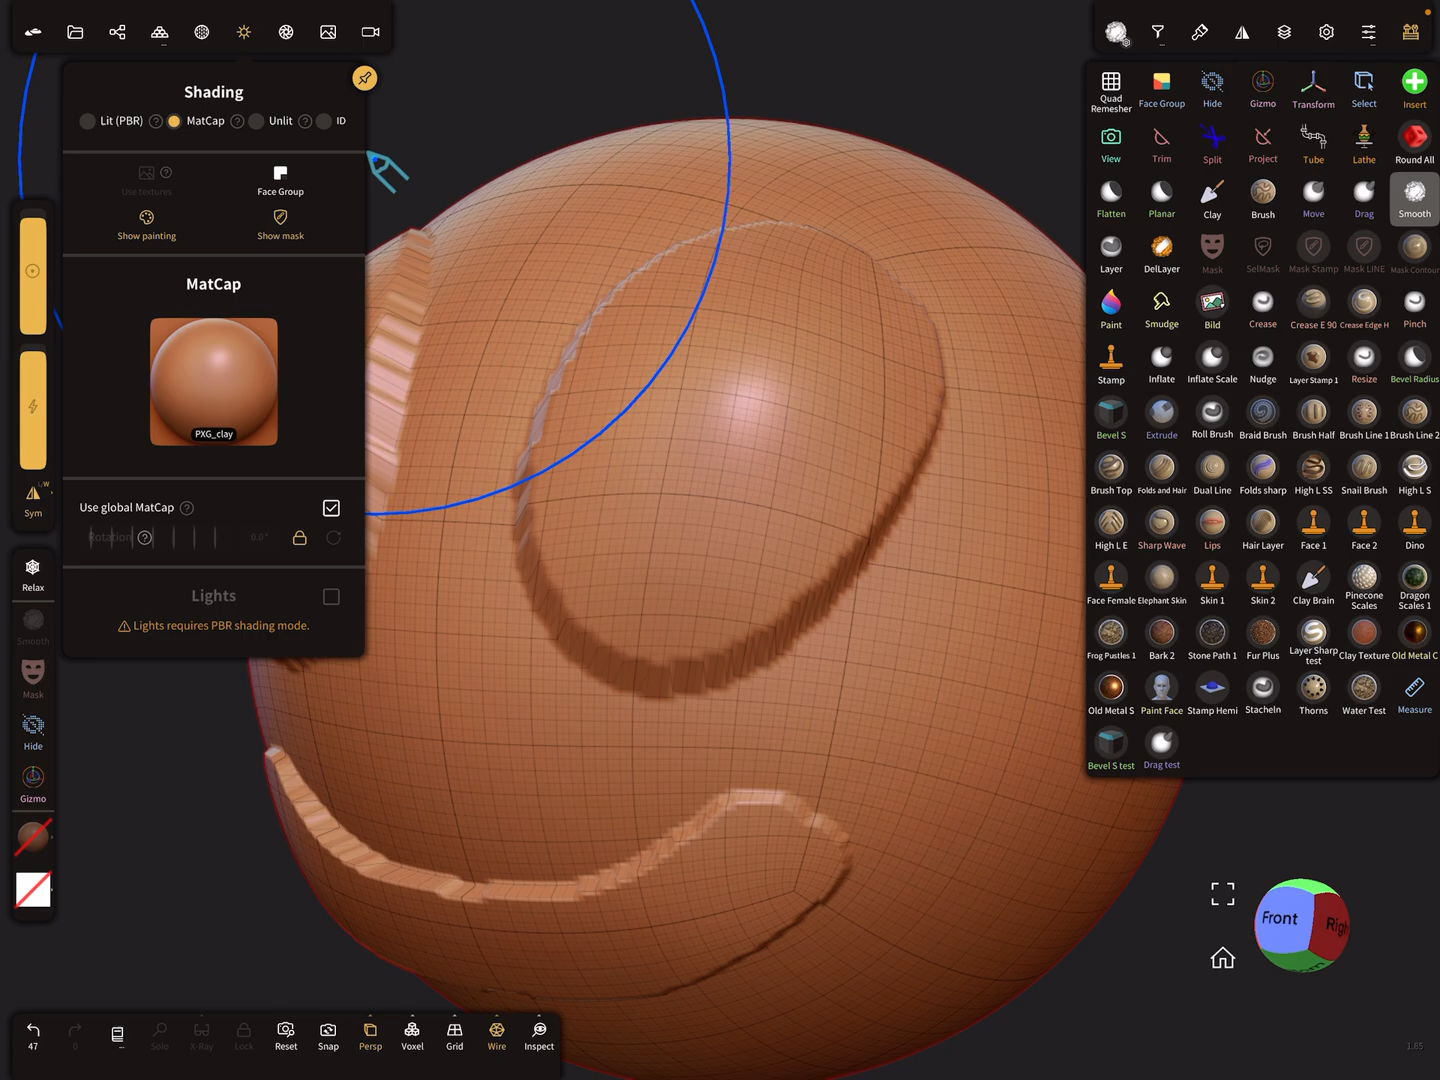 Shading
Lit (PBR) ? MatCap ? Unlit ? ID
Use textures ?
Face Group
Show painting
Show mask
MatCap
PXG_clay
Use global MatCap ?
Rotation ? 0.0°
Lights
Lights requires PBR shading mode.
Sym
Relax
Smooth
Mask
Hide
Gizmo
Quad Remesher
Face Group
Hide
Gizmo
Transform
Select
Insert
View
Trim
Split
Project
Tube
Lathe
Round All
Flatten
Planar
Clay
Brush
Move
Drag
Smooth
Layer
DelLayer
Mask
SelMask
Mask Stamp
Mask LINE
Mask Contour
Paint
Smudge
Bild
Crease
Crease E 90
Crease Edge H
Pinch
Stamp
Inflate
Inflate Scale
Nudge
Layer Stamp 1
Resize
Bevel Radius
Bevel S
Extrude
Roll Brush
Braid Brush
Brush Half
Brush Line 1
Brush Line 2
Brush Top
Folds and Hair
Dual Line
Folds sharp
High L SS
Snail Brush
High L S
High L E
Sharp Wave
Lips
Hair Layer
Face 1
Face 2
Dino
Face Female
Elephant Skin
Skin 1
Skin 2
Clay Brain
Pinecone Scales
Dragon Scales 1
Frog Pustles 1
Bark 2
Stone Path 1
Fur Plus
Layer Sharp test
Clay Texture
Old Metal C
Old Metal S
Paint Face
Stamp Hemi
Stacheln
Thorns
Water Test
Measure
Bevel S test
Drag test
Front
47
0
Solo
X-Ray
Lock
Reset
Snap
Persp
Voxel
Grid
Wire
Inspect
1.85